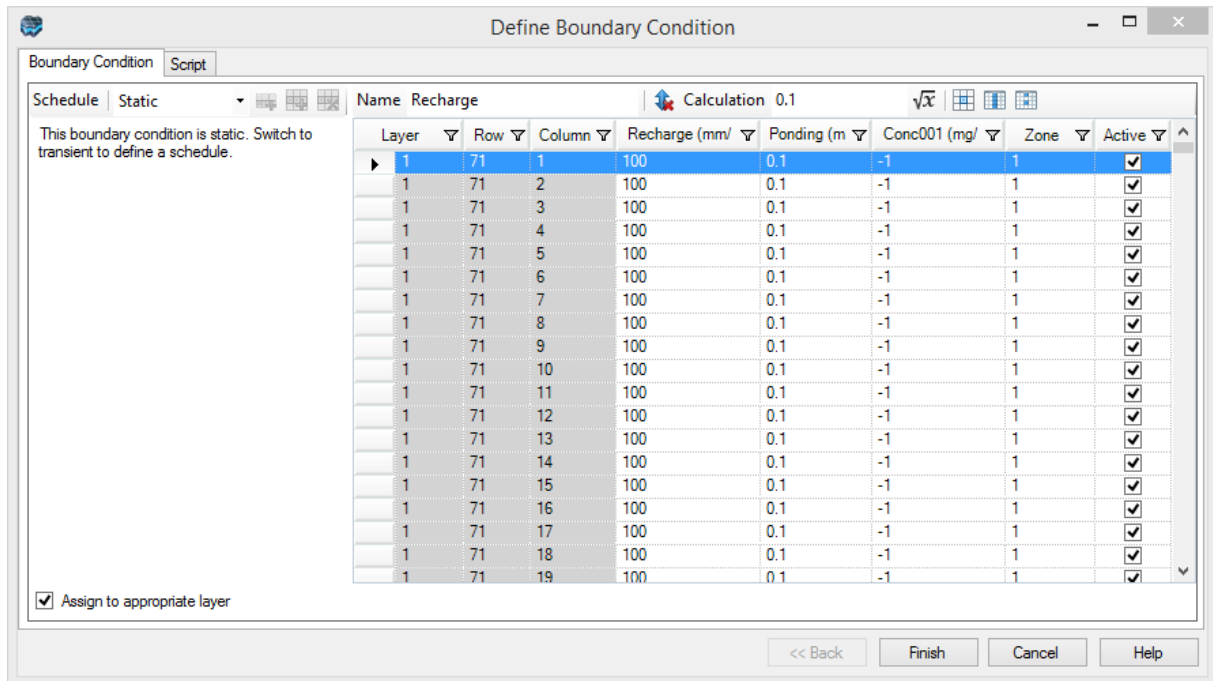 Define Boundary Condition
Boundary Condition Script
Schedule Static Name Recharge Calculation 0.1 √x
This boundary condition is static. Switch to
transient to define a schedule.
Layer Row Column Recharge (mm/ Ponding (m Conc001 (mg/ Zone Active
1 71 1 100 0.1 -1 1
1 71 2 100 0.1 -1 1
1 71 3 100 0.1 -1 1
1 71 4 100 0.1 -1 1
1 71 5 100 0.1 -1 1
1 71 6 100 0.1 -1 1
1 71 7 100 0.1 -1 1
1 71 8 100 0.1 -1 1
1 71 9 100 0.1 -1 1
1 71 10 100 0.1 -1 1
1 71 11 100 0.1 -1 1
1 71 12 100 0.1 -1 1
1 71 13 100 0.1 -1 1
1 71 14 100 0.1 -1 1
1 71 15 100 0.1 -1 1
1 71 16 100 0.1 -1 1
1 71 17 100 0.1 -1 1
1 71 18 100 0.1 -1 1
1 71 19 100 0.1 -1 1
Assign to appropriate layer
<< Back Finish Cancel Help